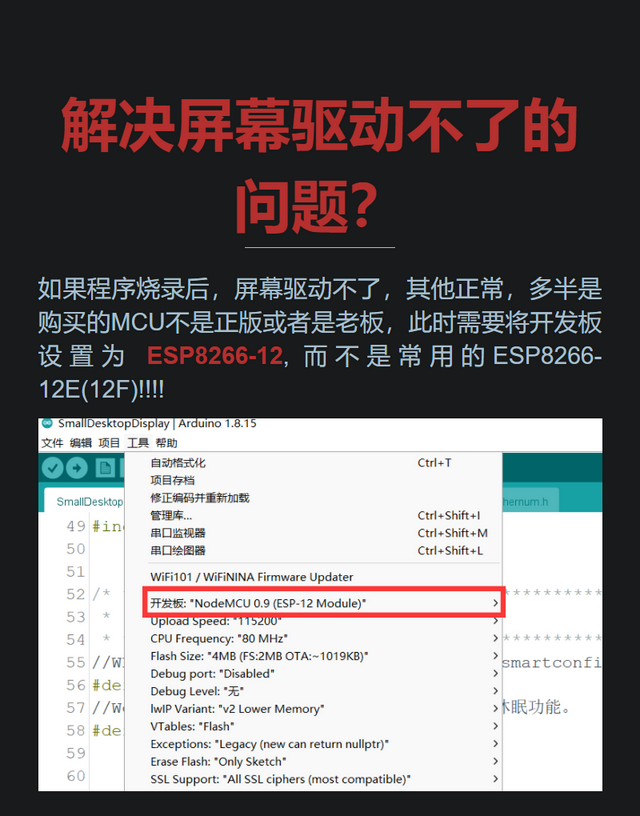 解决屏幕驱动不了的
问题？
如果程序烧录后，屏幕驱动不了，其他正常，多半是
购买的MCU不是正版或者是老板，此时需要将开发板
设置为 ESP8266-12, 而不是常用的ESP8266-
12E(12F)!!!!
SmallDesktopDisplay | Arduino 1.8.15
文件 编辑 项目 工具 帮助
自动格式化 Ctrl+T
项目存档
修正编码并重新加载
管理库... Ctrl+Shift+I
SmallDesktop hemum.h
串口监视器 Ctrl+Shift+M
49 #in
串口绘图器 Ctrl+Shift+L
50
51
WiFi101 / WiFiNINA Firmware Updater
52 /* **********
开发板: "NodeMCU 0.9 (ESP-12 Module)"
53 *
Upload Speed: "115200"
54 * **********
CPU Frequency: "80 MHz"
55 //W smartconfi
Flash Size: "4MB (FS:2MB OTA:~1019KB)"
Debug port: "Disabled"
56 #de
Debug Level: "无"
57 //W 休眠功能。
lwIP Variant: "v2 Lower Memory"
58 #de
VTables: "Flash"
59
Exceptions: "Legacy (new can return nullptr)"
Erase Flash: "Only Sketch"
60
SSL Support: "All SSL ciphers (most compatible)"